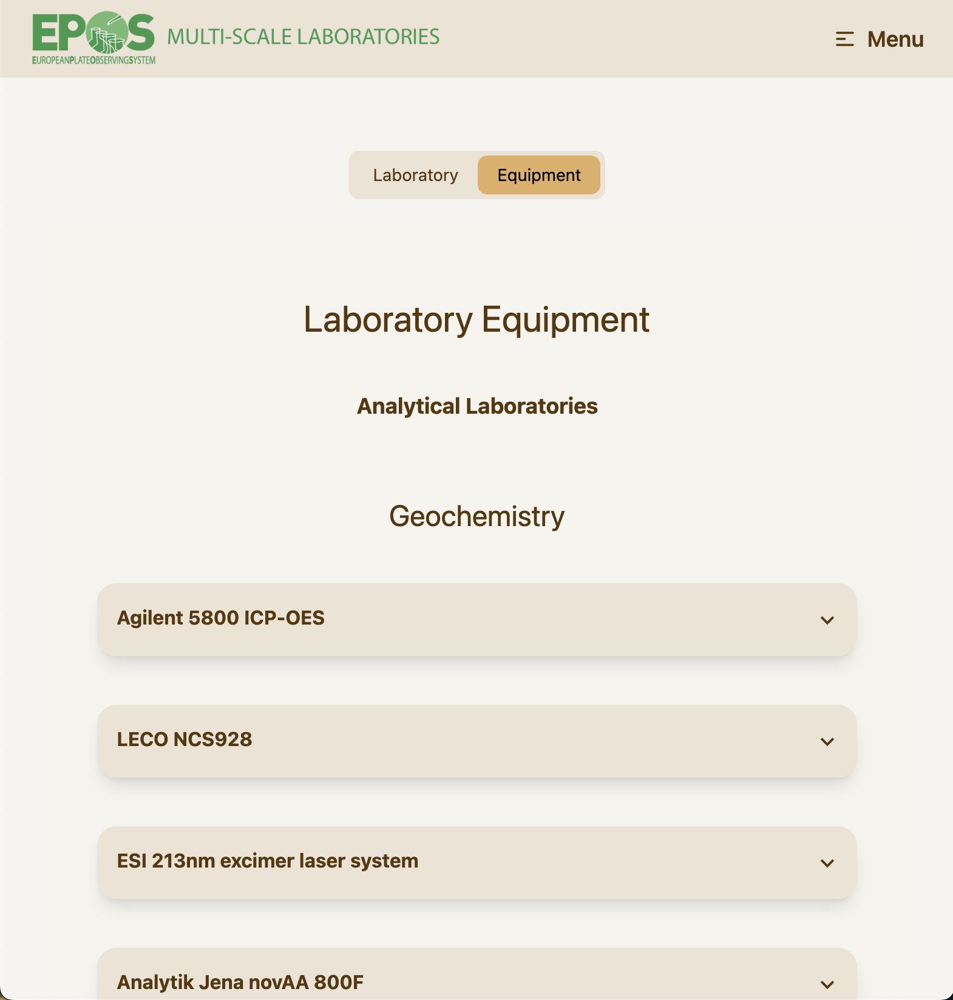 EPOS
EUROPEANPLATEOBSERVINGSYSTEM
MULTI-SCALE LABORATORIES
Menu
Laboratory
Equipment
Laboratory Equipment
Analytical Laboratories
Geochemistry
Agilent 5800 ICP-OES
LECO NCS928
ESI 213nm excimer laser system
Analytik Jena novAA 800F